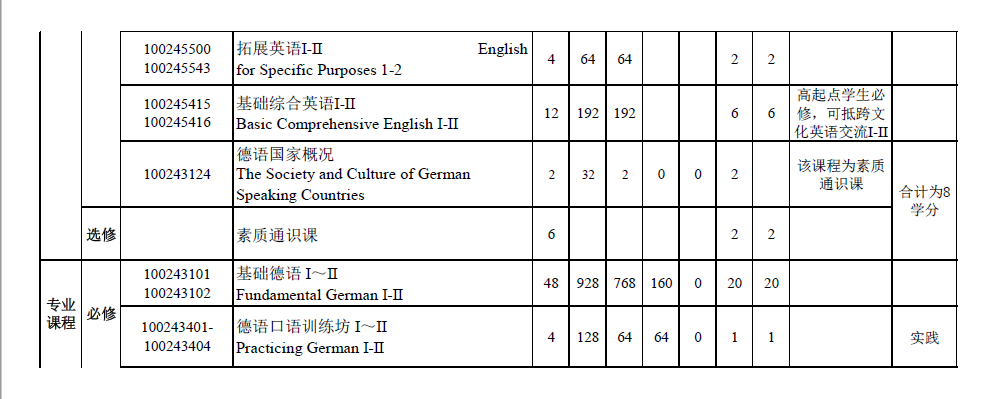 100245500
100245543
拓展英语I-II English
for Specific Purposes 1-2
4 64 64 2 2
100245415
100245416
基础综合英语I-II
Basic Comprehensive English I-II
12 192 192 6 6
高起点学生必
修，可抵跨文
化英语交流I-II
100243124
德语国家概况
The Society and Culture of German
Speaking Countries
2 32 2 0 0 2
该课程为素质
通识课
合计为8
学分
选修
素质通识课
6 2 2
专业
课程
必修
100243101
100243102
基础德语 I～II
Fundamental German I-II
48 928 768 160 0 20 20
100243401-
100243404
德语口语训练坊 I～II
Practicing German I-II
4 128 64 64 0 1 1
实践